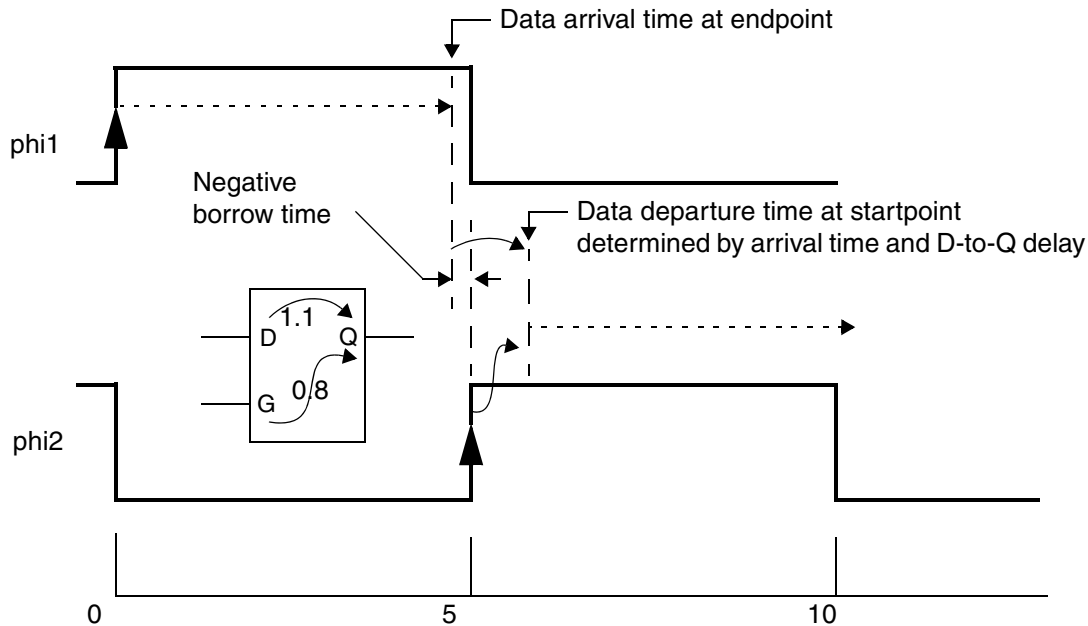 Data arrival time at endpoint
phi1
Negative
borrow time
Data departure time at startpoint
determined by arrival time and D-to-Q delay
1.1
D
Q
0.8
G
phi2
0
5
10